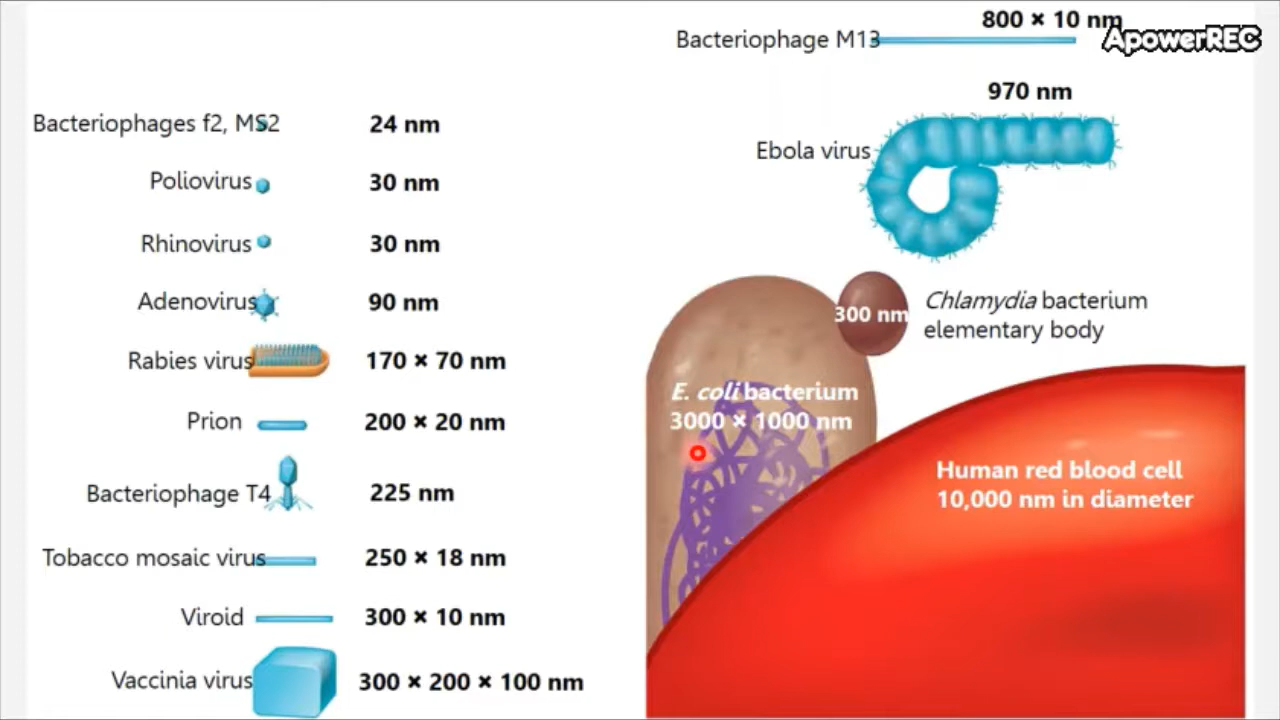 800 × 10 nm
Bacteriophage M13
ApowerREC
970 nm
Ebola virus
Bacteriophages f2, MS2 24 nm
Poliovirus 30 nm
Rhinovirus 30 nm
Adenovirus 90 nm
Rabies virus 170 × 70 nm
Prion 200 × 20 nm
Bacteriophage T4 225 nm
Tobacco mosaic virus 250 × 18 nm
Viroid 300 × 10 nm
Vaccinia virus 300 × 200 × 100 nm
300 nm
Chlamydia bacterium
elementary body
E. coli bacterium
3000 × 1000 nm
Human red blood cell
10,000 nm in diameter